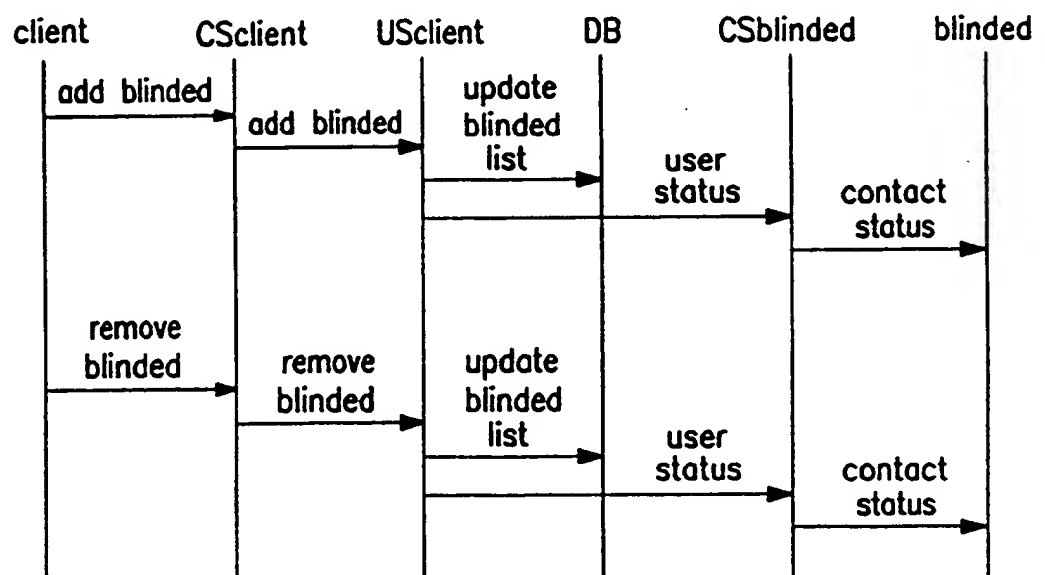 client CSclient USclient DB CSblinded blinded
add blinded
add blinded
update
blinded
list
user
status
contact
status
remove
blinded
remove
blinded
update
blinded
list
user
status
contact
status